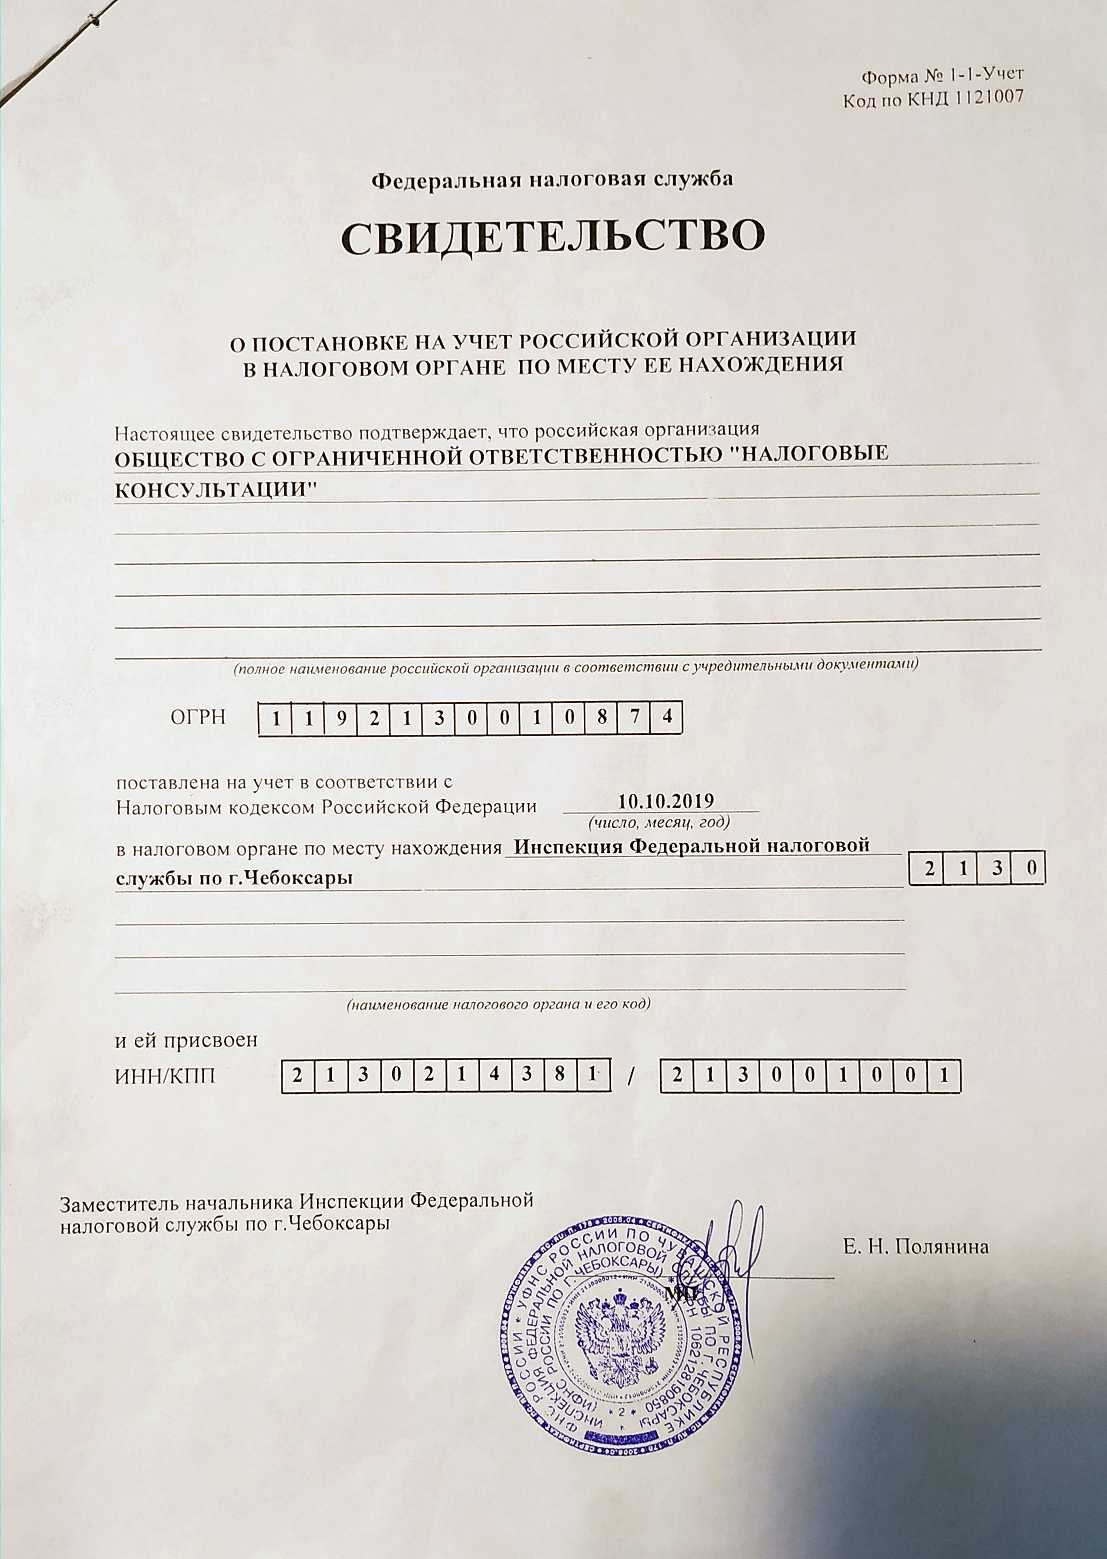 Форма № 1-1-Учет
Код по КНД 1121007
Федеральная налоговая служба
СВИДЕТЕЛЬСТВО
О ПОСТАНОВКЕ НА УЧЕТ РОССИЙСКОЙ ОРГАНИЗАЦИИ
В НАЛОГОВОМ ОРГАНЕ ПО МЕСТУ ЕЕ НАХОЖДЕНИЯ
Настоящее свидетельство подтверждает, что российская организация
ОБЩЕСТВО С ОГРАНИЧЕННОЙ ОТВЕТСТВЕННОСТЬЮ "НАЛОГОВЫЕ
КОНСУЛЬТАЦИИ"
(полное наименование российской организации в соответствии с учредительными документами)
ОГРН 1 1 9 2 1 3 0 0 1 0 8 7 4
поставлена на учет в соответствии с
Налоговым кодексом Российской Федерации 10.10.2019
(число, месяц, год)
в налоговом органе по месту нахождения Инспекция Федеральной налоговой
службы по г.Чебоксары 2 1 3 0
(наименование налогового органа и его код)
и ей присвоен
ИНН/КПП 2 1 3 0 2 1 4 3 8 1 / 2 1 3 0 0 1 0 0 1
Заместитель начальника Инспекции Федеральной
налоговой службы по г.Чебоксары
Е. Н. Полянина
МП
ФНС РОССИИ * УФНС РОССИИ ПО ЧУВАШСКОЙ РЕСПУБЛИКЕ
ИНСПЕКЦИЯ ФЕДЕРАЛЬНОЙ НАЛОГОВОЙ СЛУЖБЫ ПО Г. ЧЕБОКСАРЫ
(ИФНС РОССИИ ПО Г.ЧЕБОКСАРЫ) * ОГРН 1062128190850
* 2 *